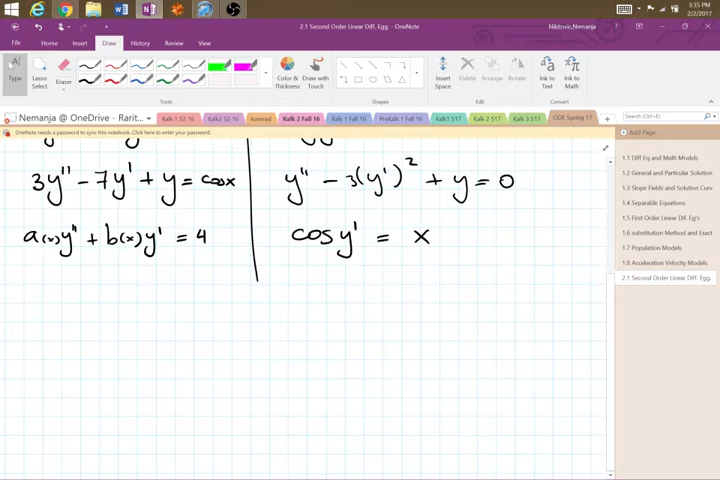 3:35 PM
2/2/2017
2.1 Second Order Linear Diff. Egg. - OneNote
Nikitovic, Nemanja
File Home Insert Draw History Review View
Type
Lasso Select
Eraser
Color & Thickness
Draw with Touch
Insert Space
Delete
Arrange
Rotate
Ink to Text
Ink to Math
Tools Shapes Edit Convert
Nemanja @ OneDrive - Rarit...
Kalk 1 S2 16 Kalk2 S2 16 komrad Kalk 1 Fall 16 Kalk 2 Fall 16 ProKalk 1 Fall 16 Kalk1 S17 Kalk 2 S17 Kalk 3 S17 ODE Spring 17
Search (Ctrl+E)
OneNote needs a password to sync this notebook. Click here to enter your password.
Add Page
3y'' - 7y' + y = cosx
y'' - 3(y')² + y = 0
a(x)y'' + b(x)y' = 4
cosy' = x
1.1 Diff Eq and Math Models
1.2 General and Particular Solution
1.3 Slope Fields and Solution Curv
1.4 Separable Equations
1.5 First-Order Linear Diff. Eg's
1.6 substitution Method and Exact
1.7 Population Models
1.8 Acceleration Velocity Models
2.1 Second Order Linear Diff. Egg.